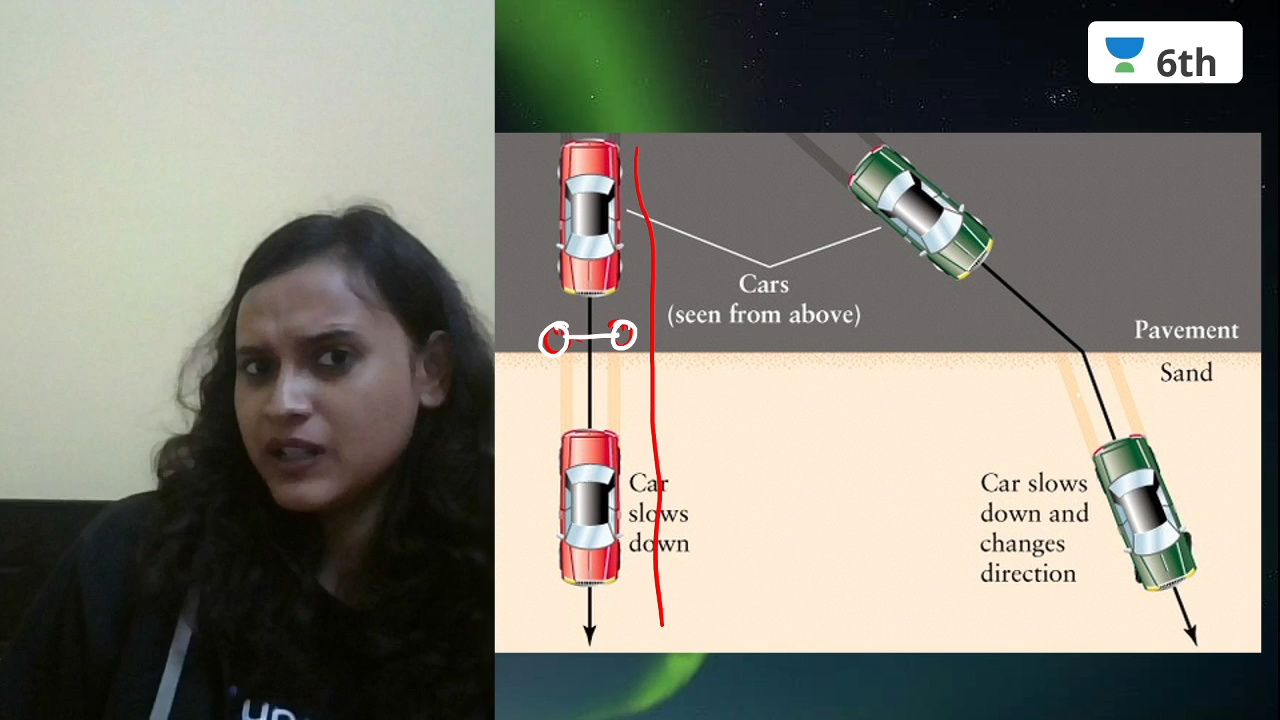 6th
Cars
(seen from above)
Pavement
Sand
Car
slows
down
Car slows
down and
changes
direction